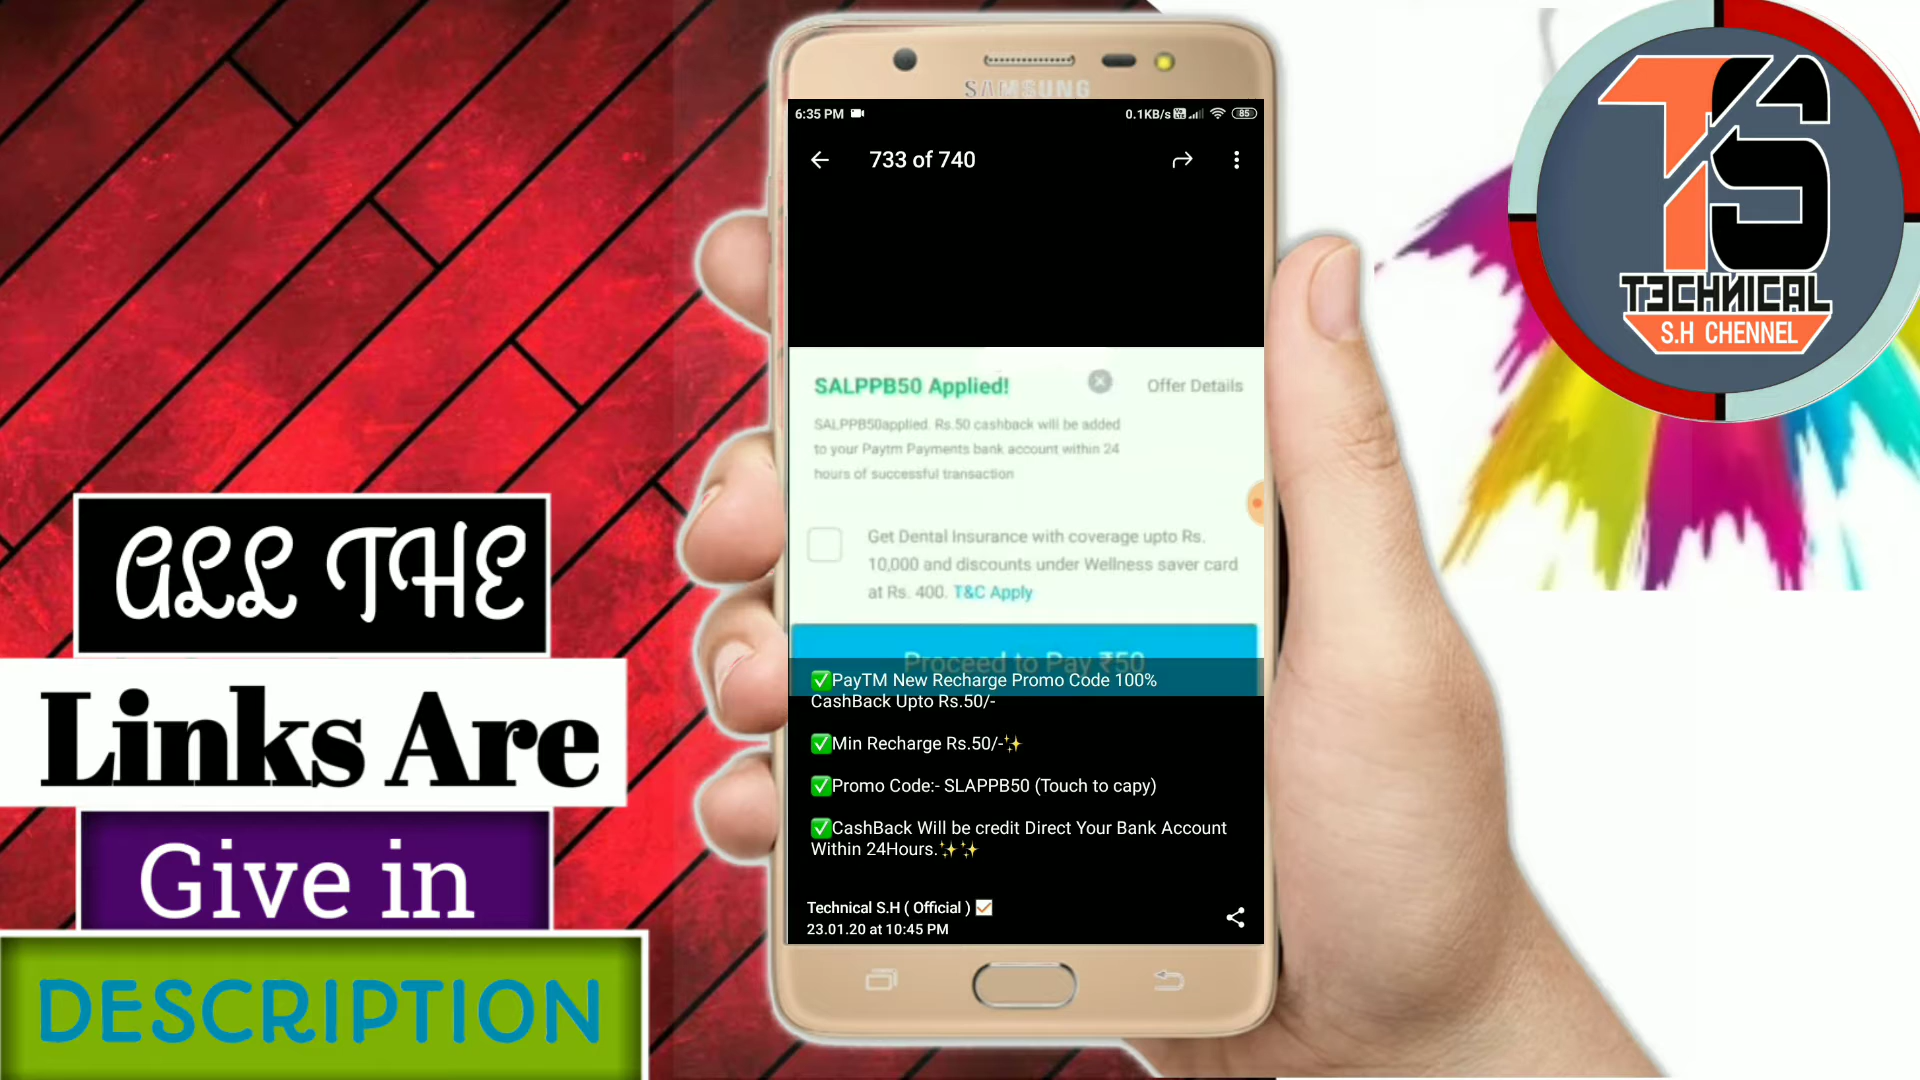 SAMSUNG
6:35 PM
0.1KB/s
85
733 of 740
SALPPB50 Applied!
Offer Details
SALPPB50applied. Rs.50 cashback will be added
to your Paytm Payments bank account within 24
hours of successful transaction
Get Dental Insurance with coverage upto Rs.
10,000 and discounts under Wellness saver card
at Rs. 400. T&C Apply
Proceed to Pay ₹50
✅PayTM New Recharge Promo Code 100%
CashBack Upto Rs.50/-
✅Min Recharge Rs.50/-✨
✅Promo Code:- SLAPPB50 (Touch to capy)
✅CashBack Will be credit Direct Your Bank Account
Within 24Hours.✨✨
Technical S.H ( Official )
23.01.20 at 10:45 PM
ALL THE
Links Are
Give in
DESCRIPTION
TS
TECHNICAL
S.H CHENNEL